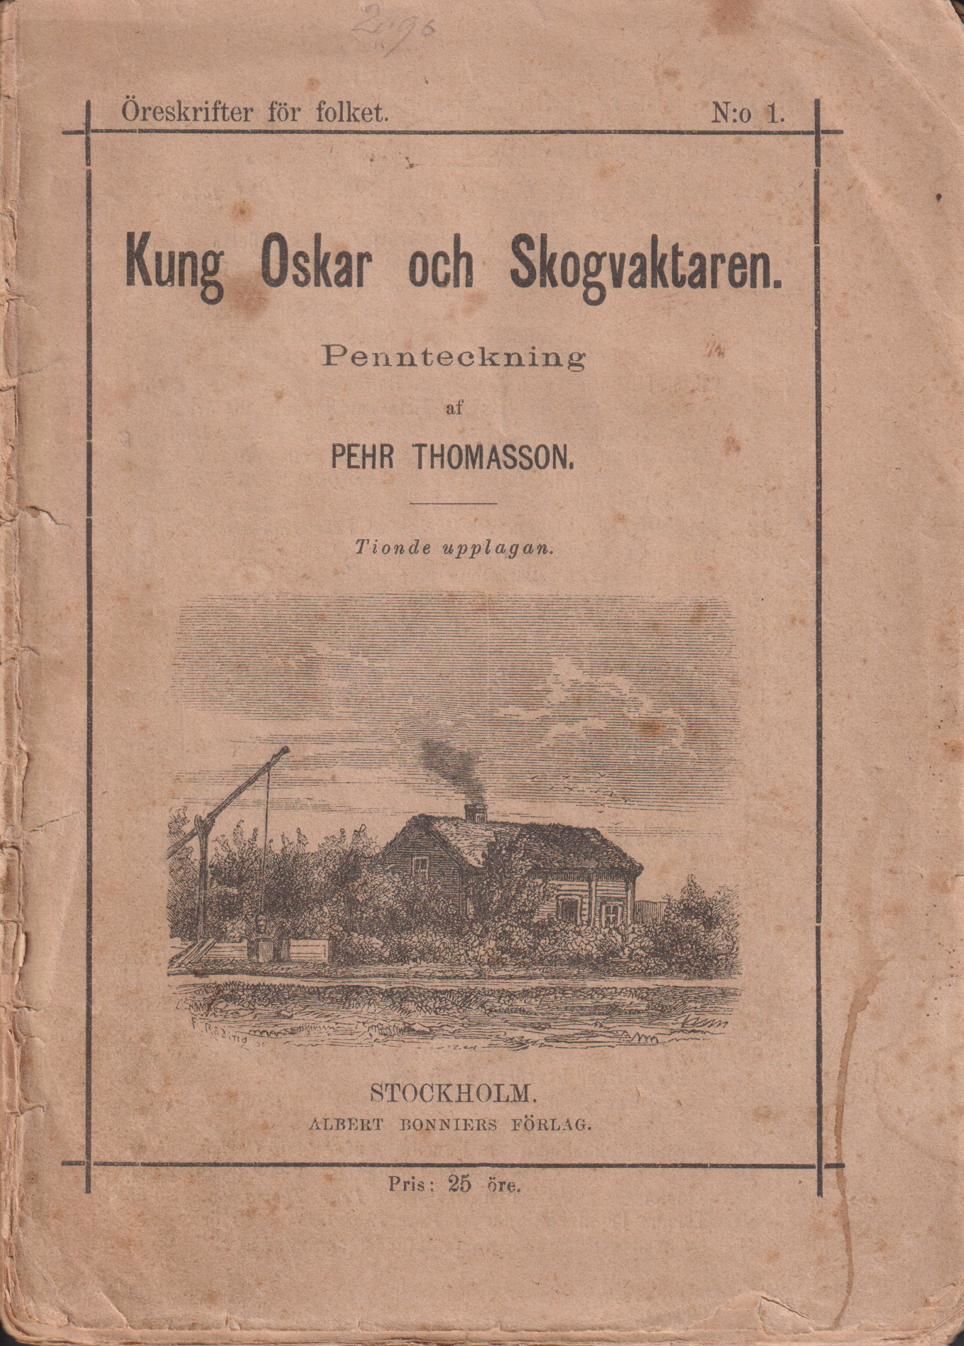 Öreskrifter för folket. N:o 1.
Kung Oskar och Skogvaktaren.
Pennteckning
af
PEHR THOMASSON.
Tionde upplagan.
STOCKHOLM.
ALBERT BONNIERS FÖRLAG.
Pris: 25 öre.